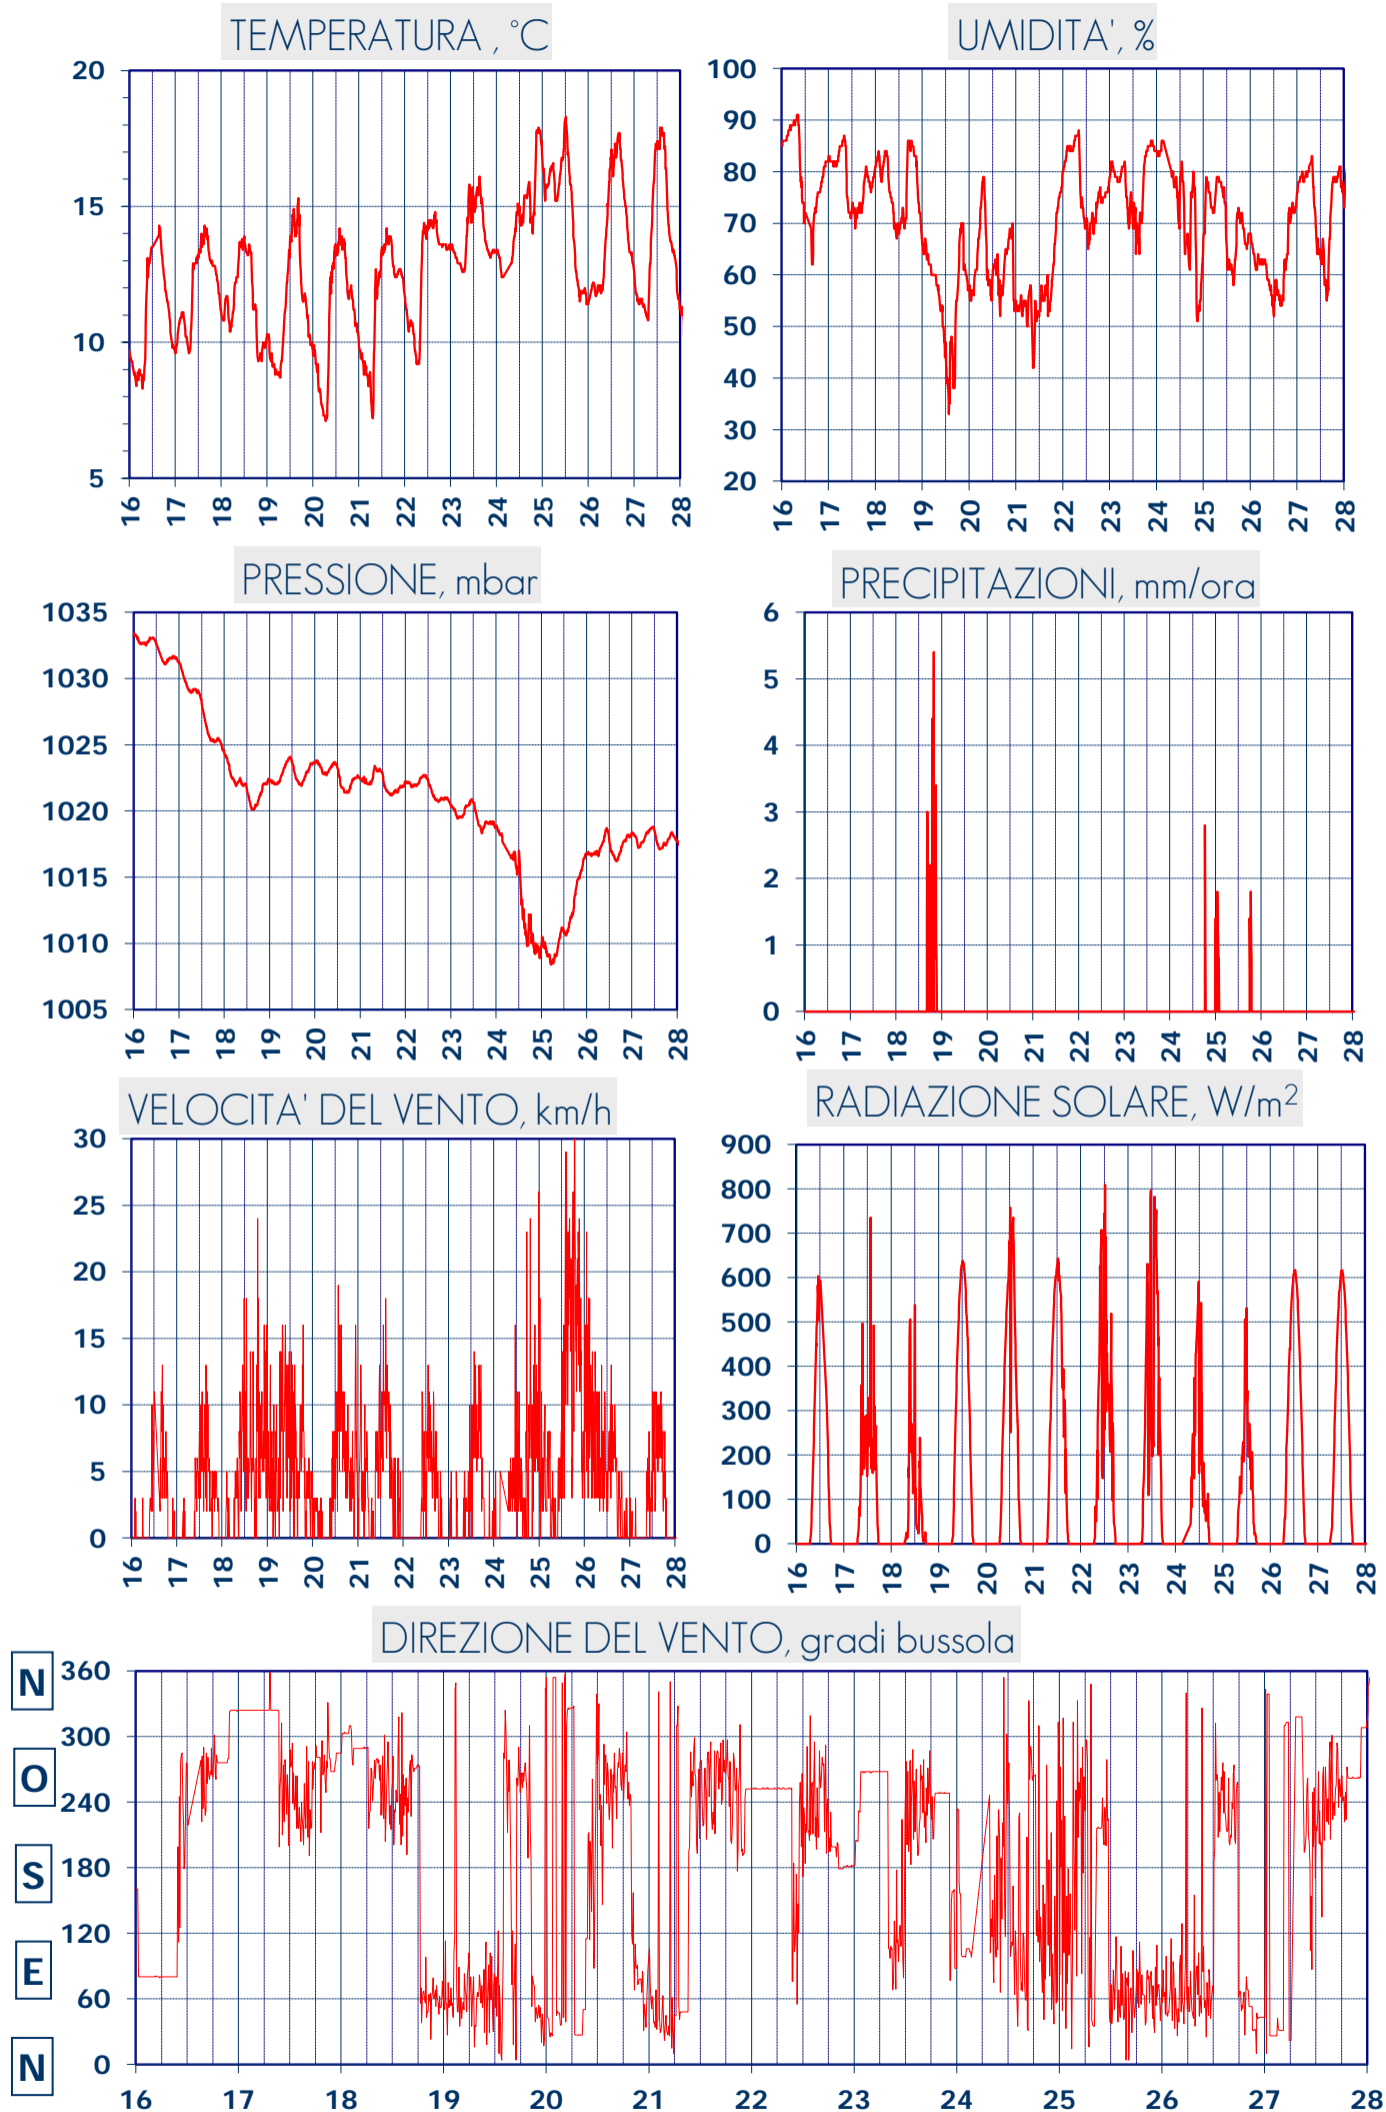 TEMPERATURA , °C
20
15
10
5
16 17 18 19 20 21 22 23 24 25 26 27 28
UMIDITA', %
100
90
80
70
60
50
40
30
20
16 17 18 19 20 21 22 23 24 25 26 27 28
PRESSIONE, mbar
1035
1030
1025
1020
1015
1010
1005
16 17 18 19 20 21 22 23 24 25 26 27 28
PRECIPITAZIONI, mm/ora
6
5
4
3
2
1
0
16 17 18 19 20 21 22 23 24 25 26 27 28
VELOCITA' DEL VENTO, km/h
30
25
20
15
10
5
0
16 17 18 19 20 21 22 23 24 25 26 27 28
RADIAZIONE SOLARE, W/m²
900
800
700
600
500
400
300
200
100
0
16 17 18 19 20 21 22 23 24 25 26 27 28
DIREZIONE DEL VENTO, gradi bussola
N
O
S
E
N
360
300
240
180
120
60
0
16 17 18 19 20 21 22 23 24 25 26 27 28